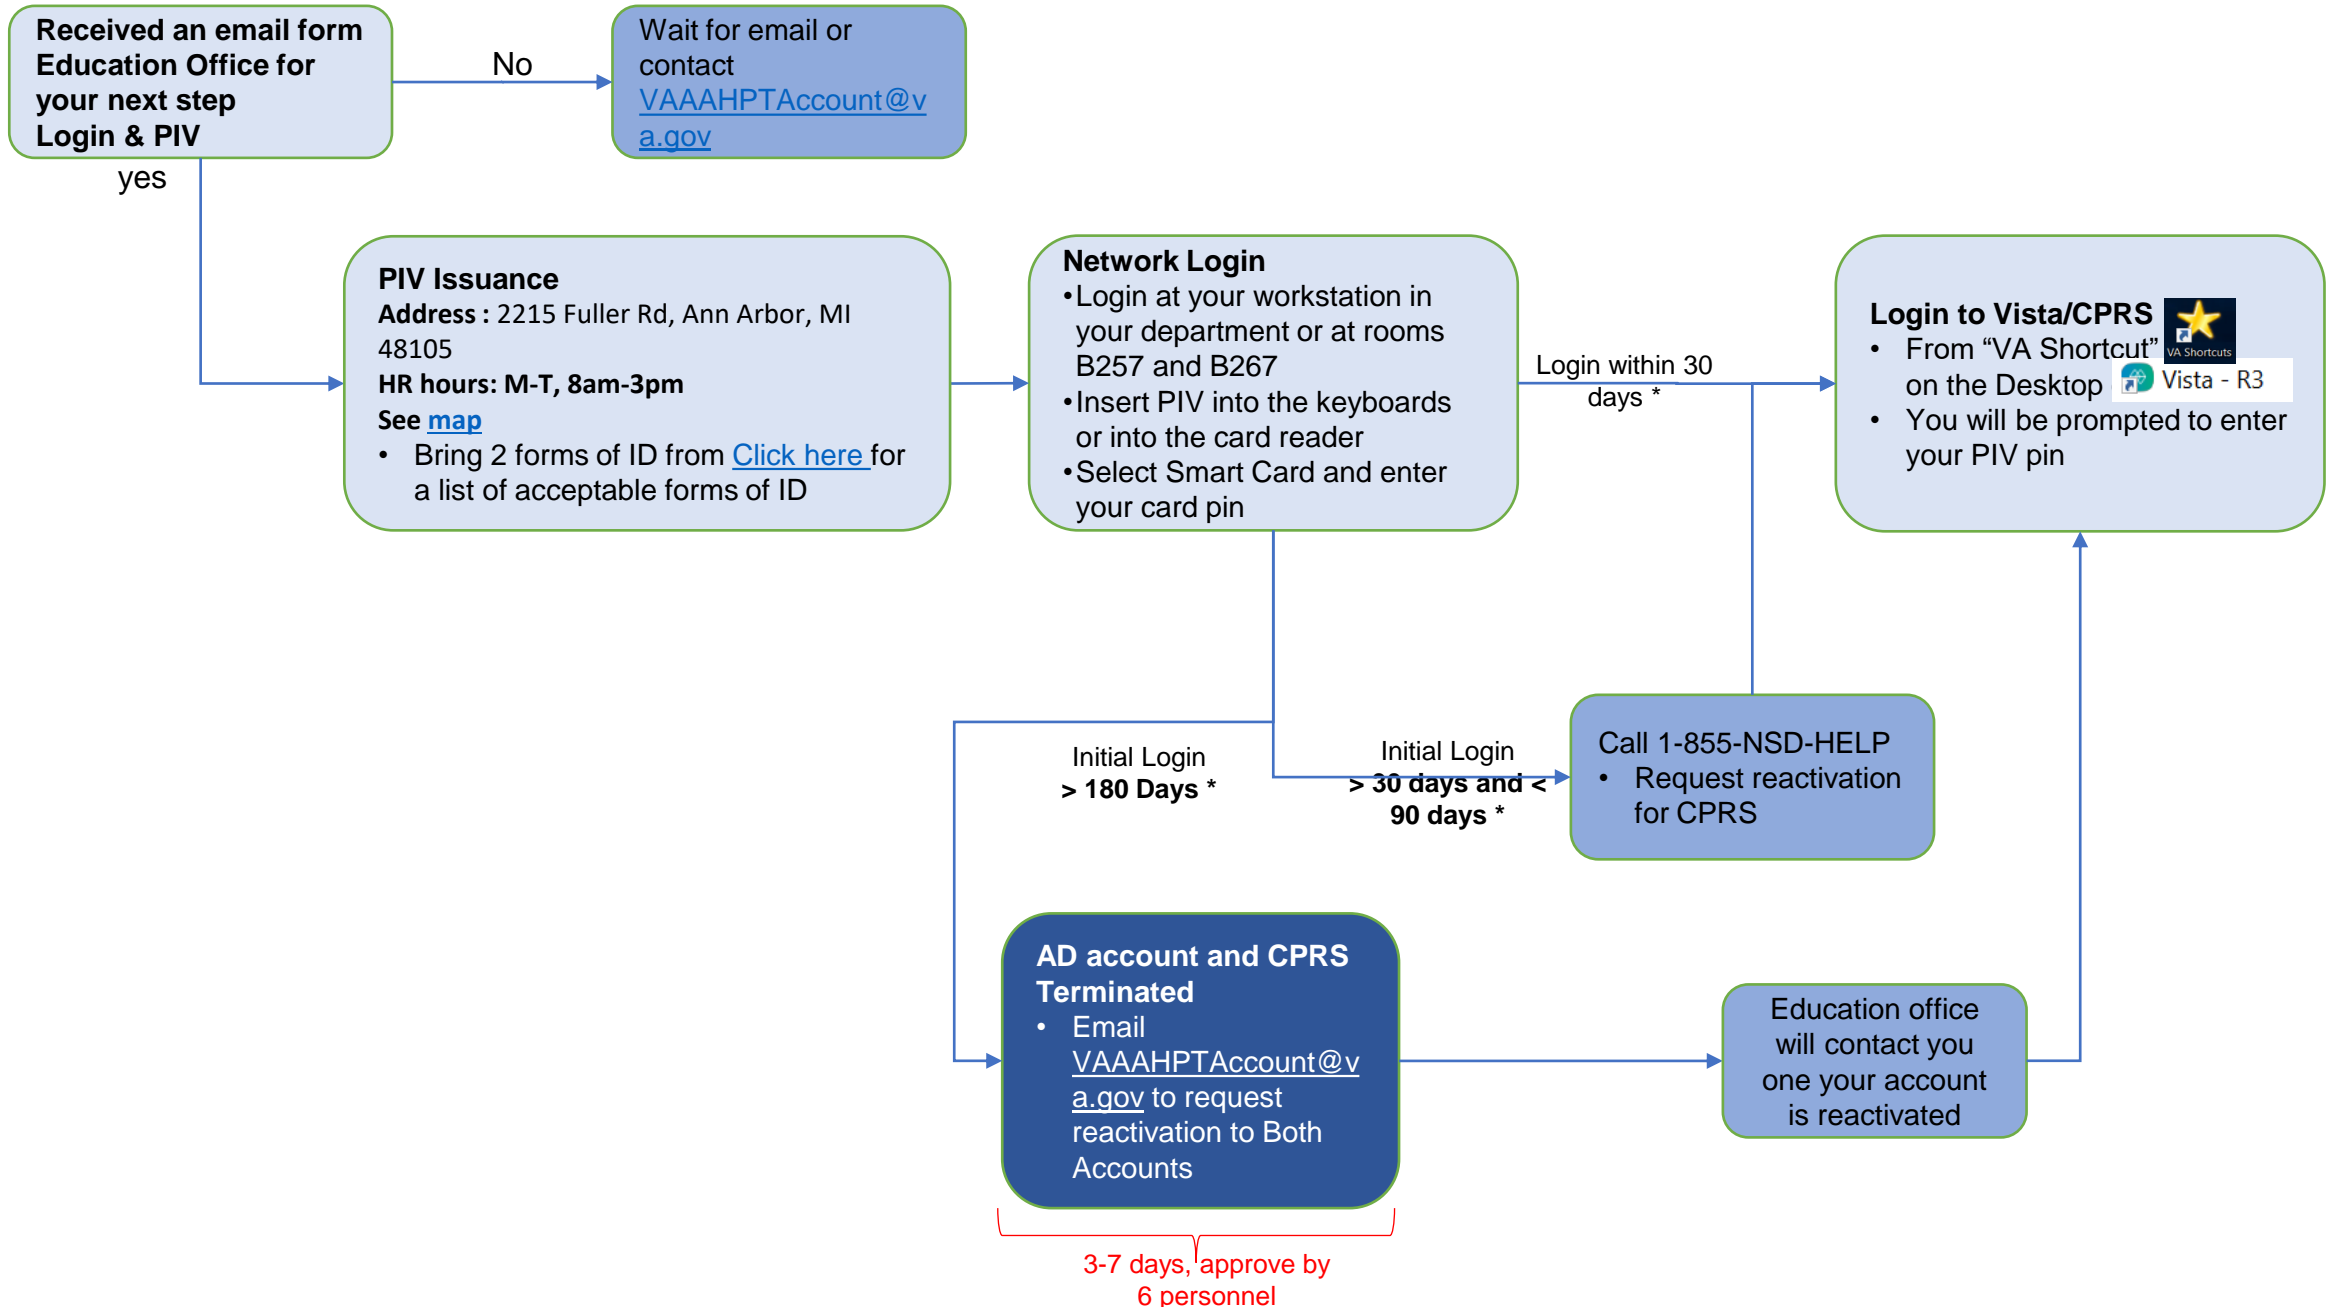 Received an email form
Education Office for
your next step
Login & PIV
No
Wait for email or
contact
VAAAHPTAccount@v
a.gov
yes
PIV Issuance
Address : 2215 Fuller Rd, Ann Arbor, MI
48105
HR hours: M-T, 8am-3pm
See map
• Bring 2 forms of ID from Click here for
a list of acceptable forms of ID
Network Login
•Login at your workstation in
your department or at rooms
B257 and B267
•Insert PIV into the keyboards
or into the card reader
•Select Smart Card and enter
your card pin
Login within 30
days *
Login to Vista/CPRS
• From “VA Shortcut”
VA Shortcuts
on the Desktop
Vista - R3
• You will be prompted to enter
your PIV pin
Initial Login
> 180 Days *
Initial Login
> 30 days and <
90 days *
Call 1-855-NSD-HELP
• Request reactivation
for CPRS
AD account and CPRS
Terminated
• Email
VAAAHPTAccount@v
a.gov to request
reactivation to Both
Accounts
Education office
will contact you
one your account
is reactivated
3-7 days, approve by
6 personnel